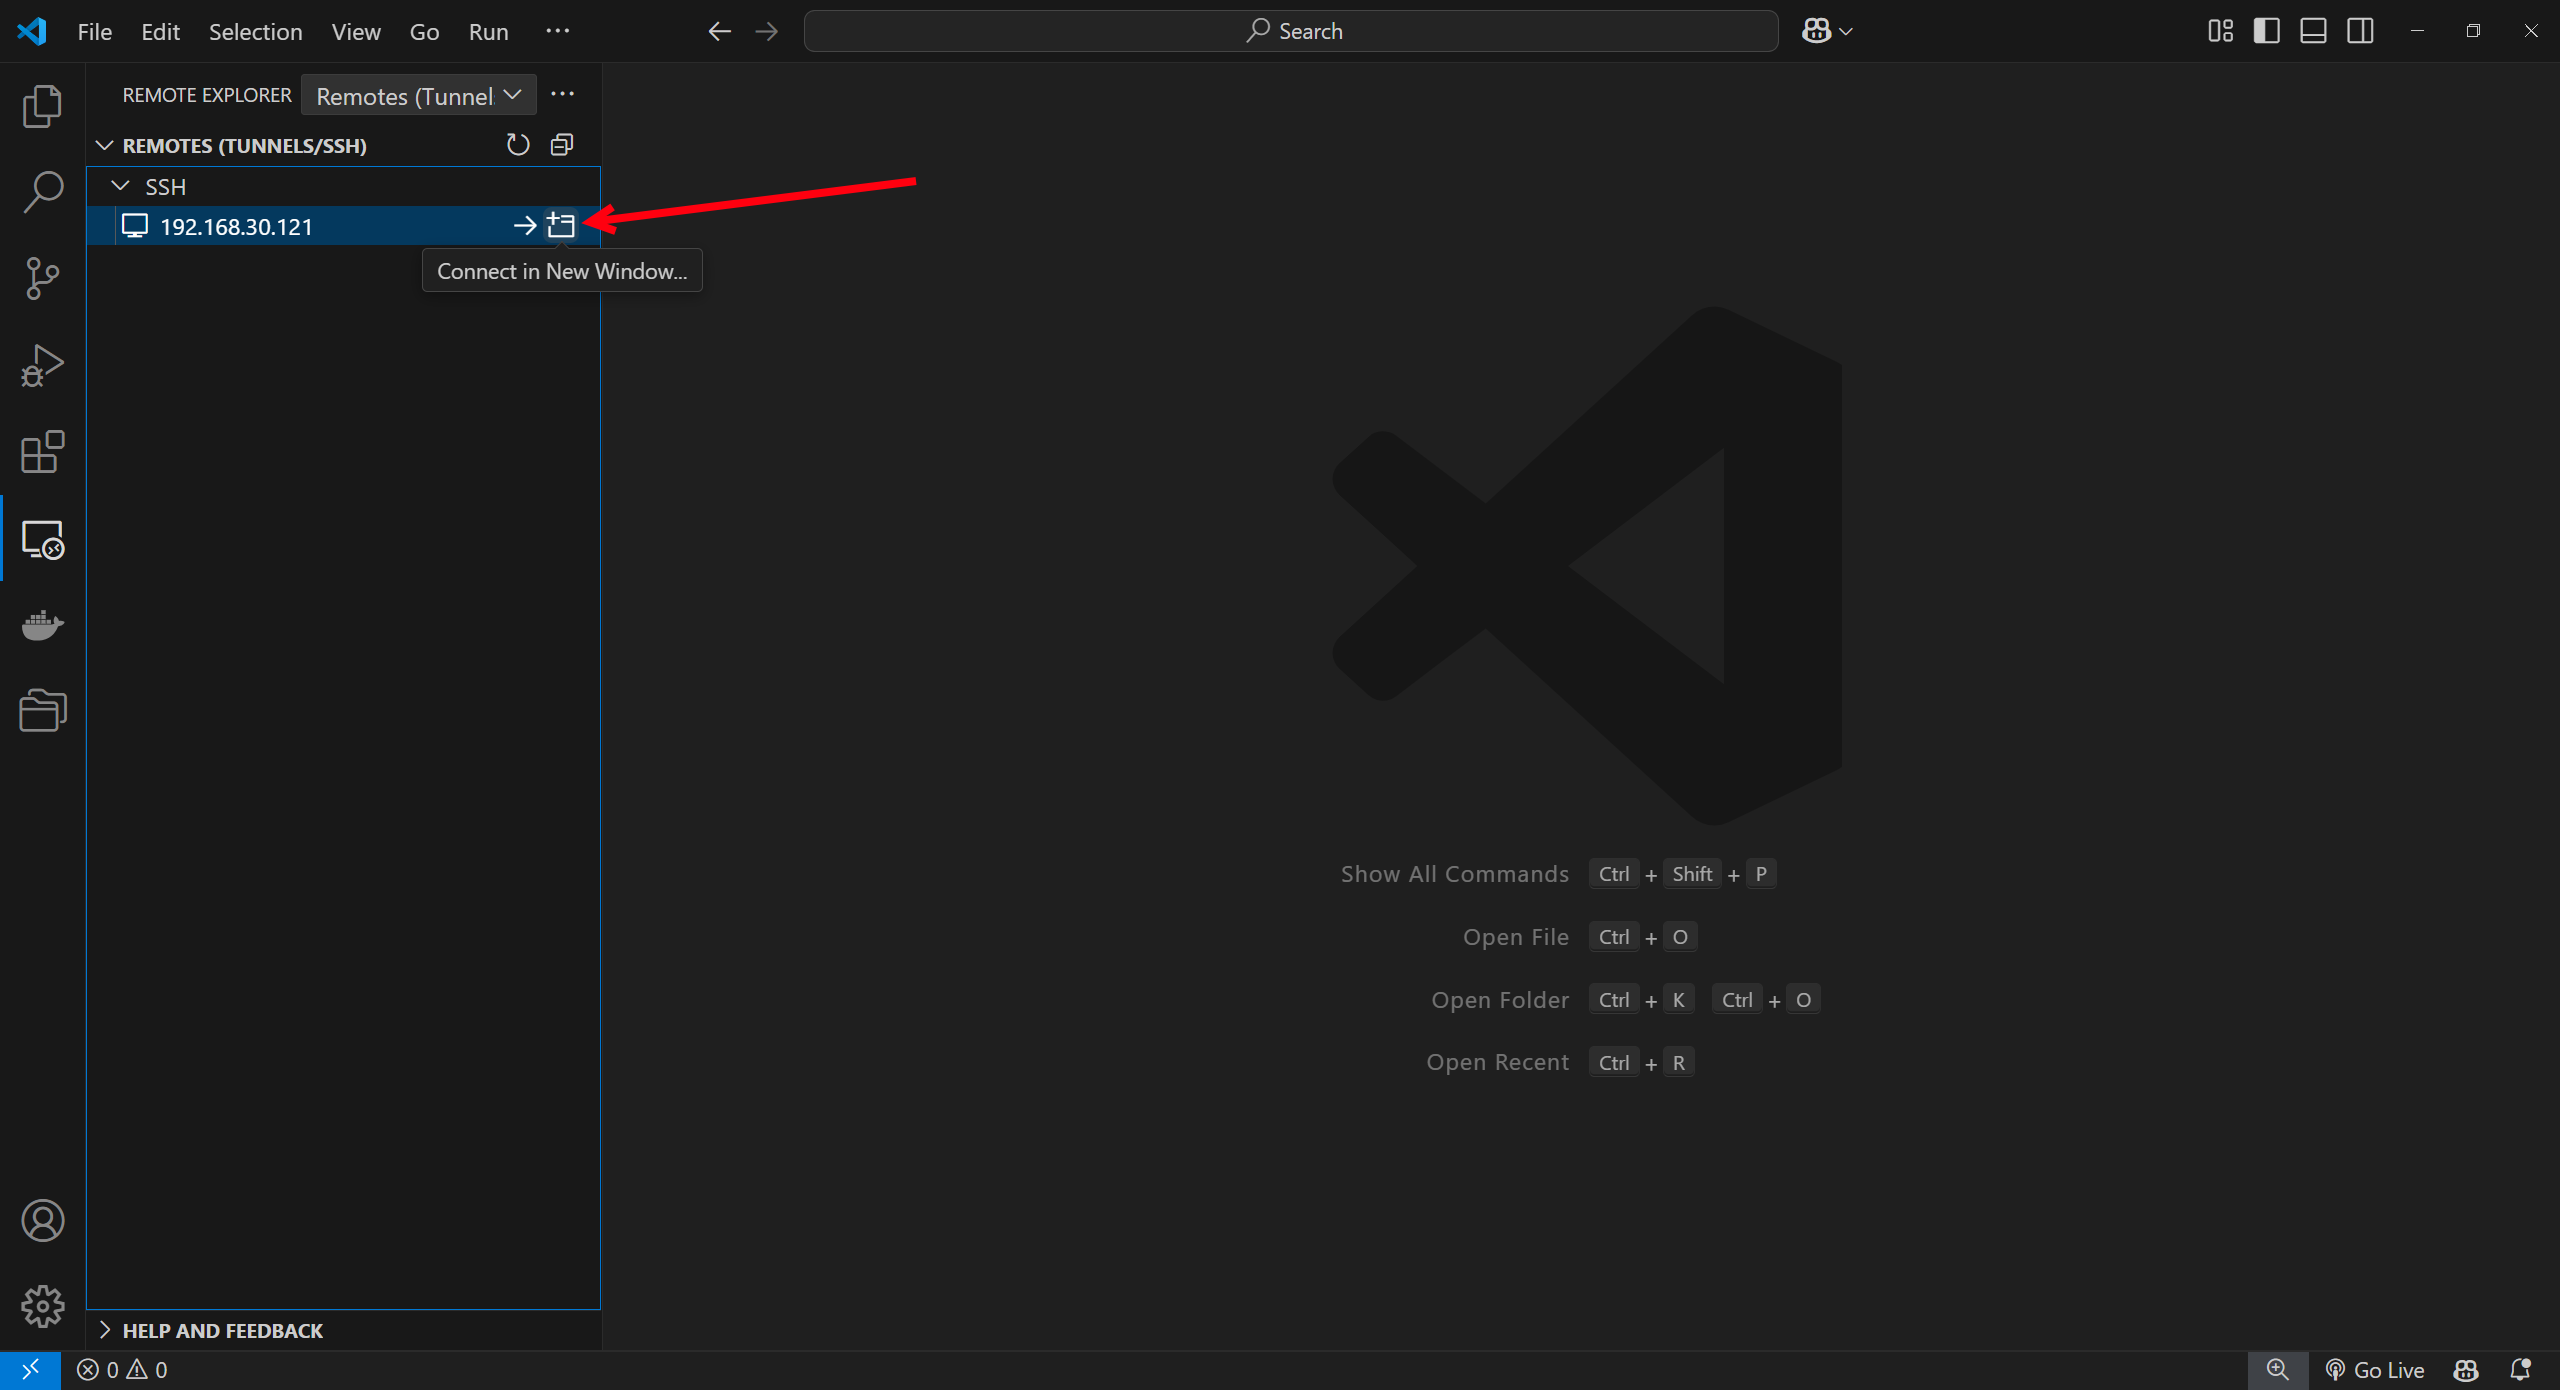 File Edit Selection View Go Run ···
Search
REMOTE EXPLORER Remotes (Tunnels ···
REMOTES (TUNNELS/SSH)
SSH
192.168.30.121
Connect in New Window...
Show All Commands Ctrl + Shift + P
Open File Ctrl + O
Open Folder Ctrl + K Ctrl + O
Open Recent Ctrl + R
HELP AND FEEDBACK
0 0 Go Live